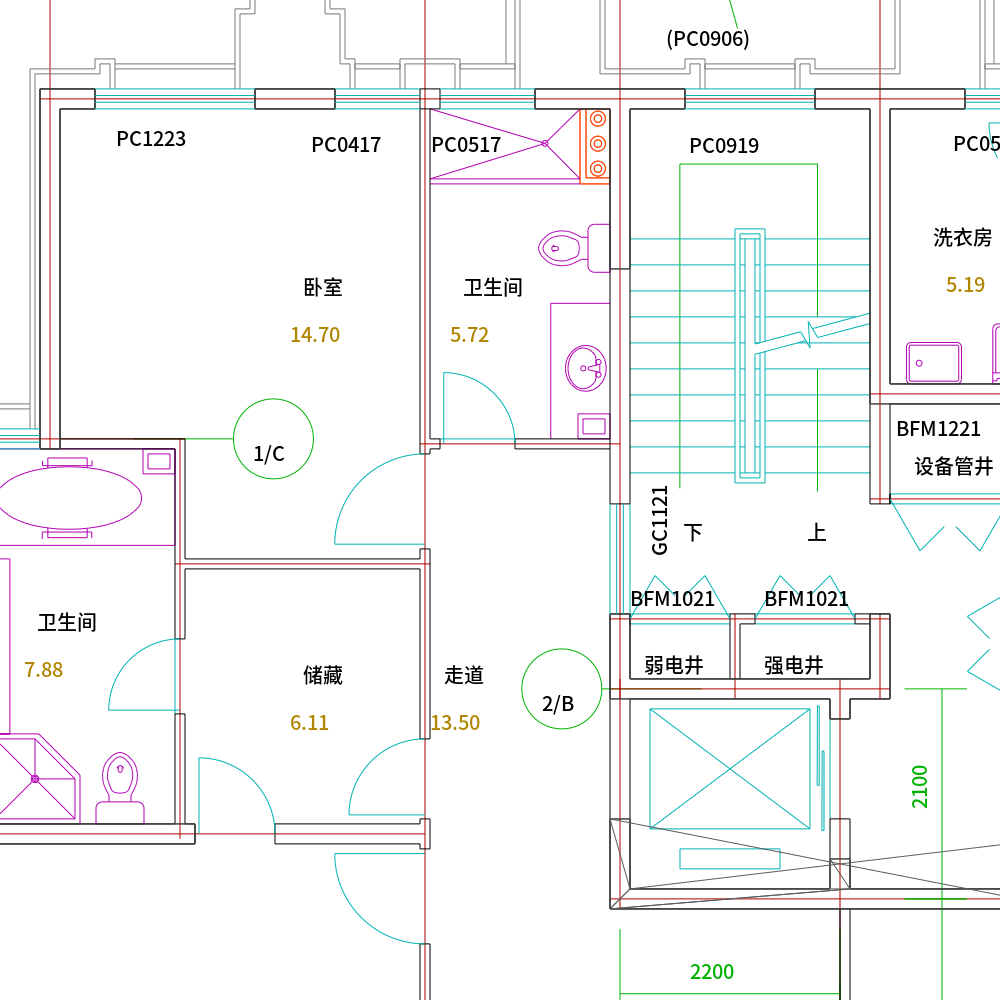 (PC0906)
PC1223
PC0417
PC0517
PC0919
PC05
洗衣房
5.19
卧室
14.70
卫生间
5.72
1/C
BFM1221
设备管井
GC1121
下
上
BFM1021
BFM1021
卫生间
7.88
储藏
6.11
走道
13.50
弱电井
强电井
2/B
2100
2200